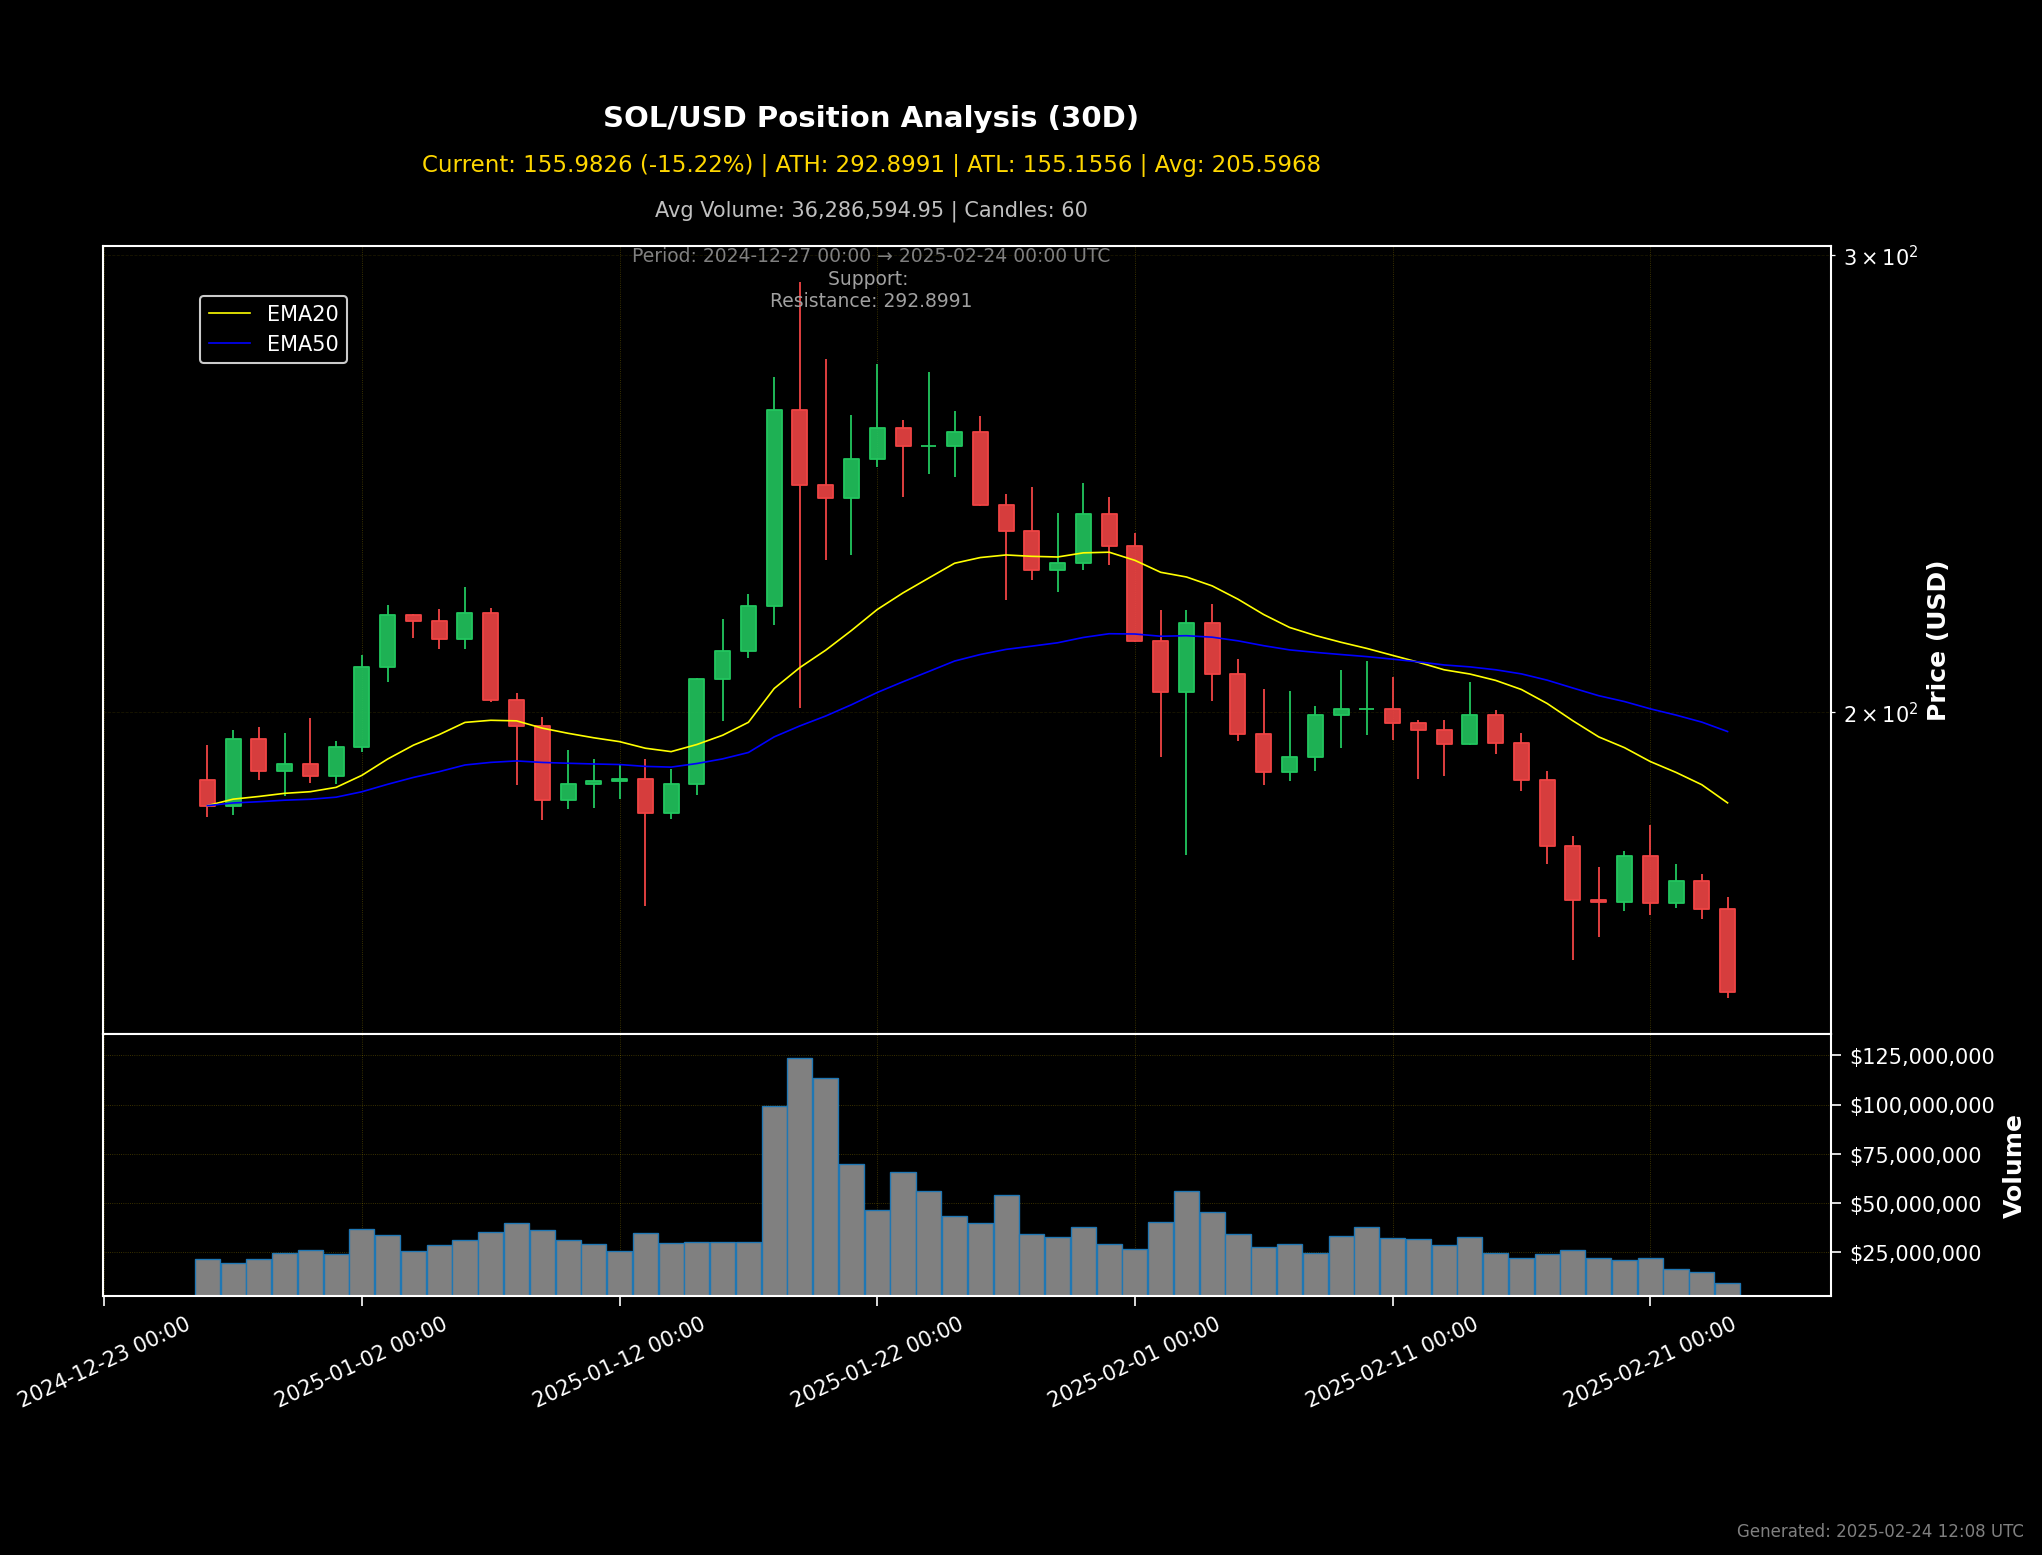 SOL/USD Position Analysis (30D)
Current: 155.9826 (-15.22%) | ATH: 292.8991 | ATL: 155.1556 | Avg: 205.5968
Avg Volume: 36,286,594.95 | Candles: 60
Period: 2024-12-27 00:00 → 2025-02-24 00:00 UTC
Support:
Resistance: 292.8991
EMA20
EMA50
3 × 10²
2 × 10²
Price (USD)
$125,000,000
$100,000,000
$75,000,000
$50,000,000
$25,000,000
Volume
2024-12-23 00:00
2025-01-02 00:00
2025-01-12 00:00
2025-01-22 00:00
2025-02-01 00:00
2025-02-11 00:00
2025-02-21 00:00
Generated: 2025-02-24 12:08 UTC